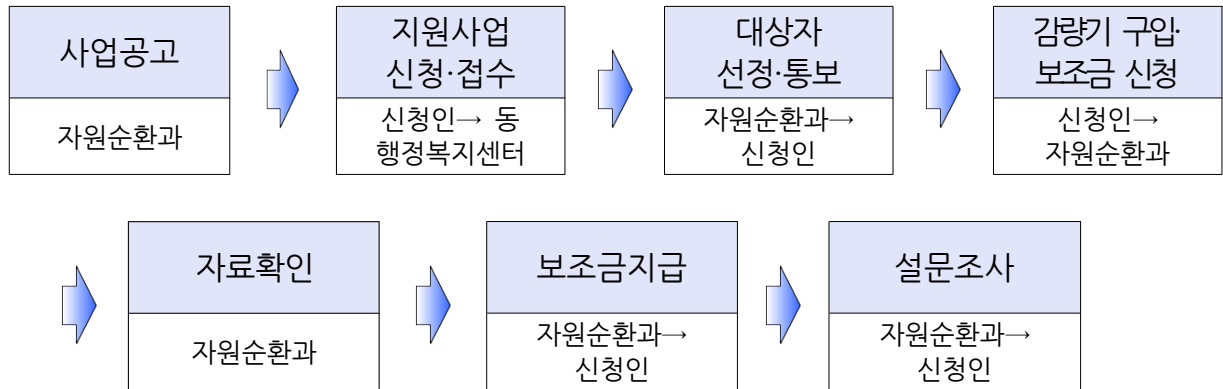 사업공고
자원순환과
지원사업
신청·접수
신청인→ 동
행정복지센터
대상자
선정·통보
자원순환과→
신청인
감량기 구입·
보조금 신청
신청인→
자원순환과
자료확인
자원순환과
보조금지급
자원순환과→
신청인
설문조사
자원순환과→
신청인